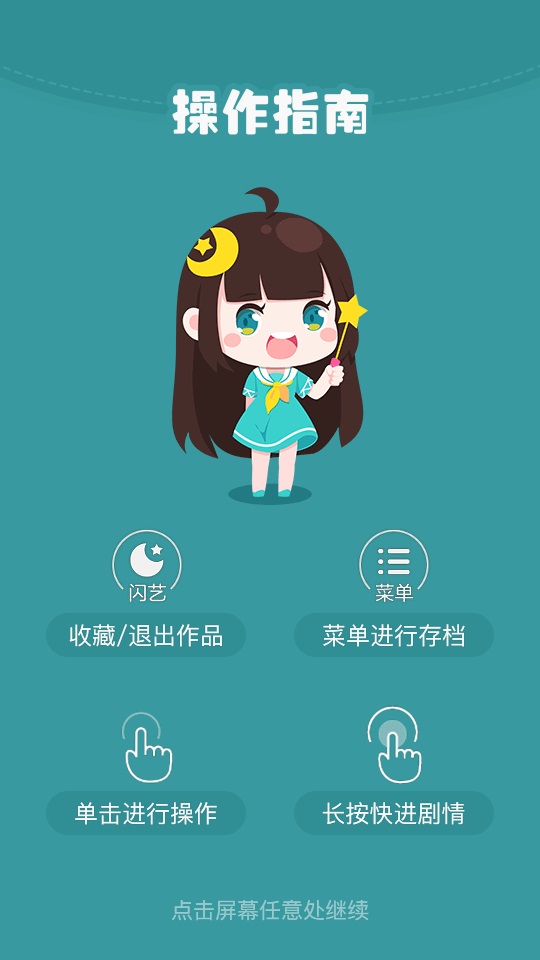 操作指南
闪艺
菜单
收藏/退出作品
菜单进行存档
单击进行操作
长按快进剧情
点击屏幕任意处继续